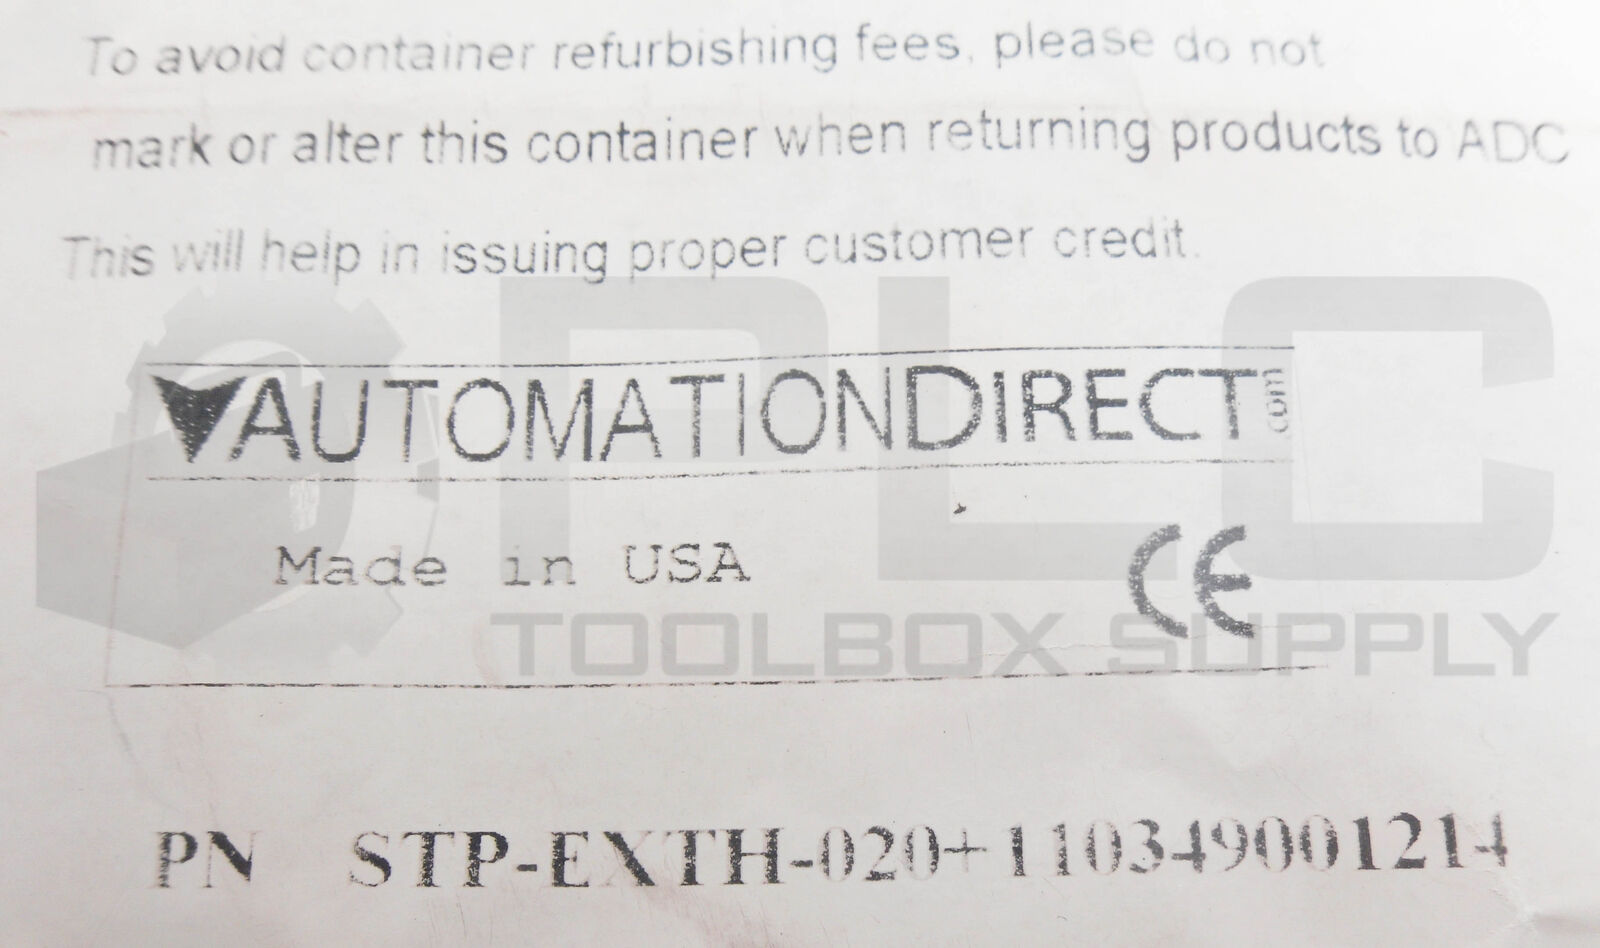 To avoid container refurbishing fees, please do not
mark or alter this container when returning products to ADC
This will help in issuing proper customer credit.
AUTOMATIONDIRECT.com
Made in USA
CE
PLC
TOOLBOX SUPPLY
PN STP-EXTH-020+110349001214